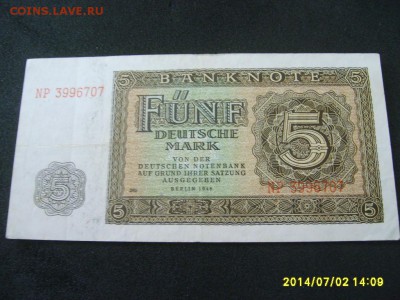 COINS.LAVE.RU
BANKNOTE
NP 3996707
FÜNF
DEUTSCHE
MARK
VON DER
DEUTSCHEN NOTENBANK
AUF GRUND IHRER SATZUNG
AUSGEGEBEN
BERLIN 1948
5
5
NP 3996707
5
5
2014/07/02 14:09